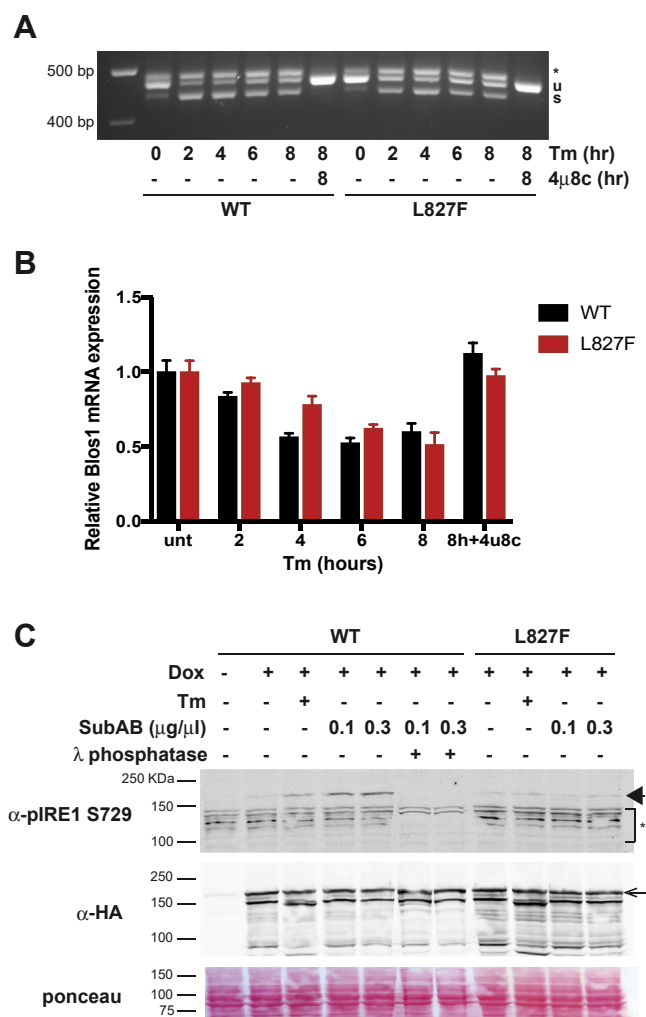 A
500 bp
400 bp
*
u
s
0 2 4 6 8 8 0 2 4 6 8 8 Tm (hr)
- - - - - 8 - - - - - 8 4μ8c (hr)
WT L827F
B
Relative Blos1 mRNA expression
1.5
1.0
0.5
0.0
unt 2 4 6 8 8h+4u8c
Tm (hours)
WT
L827F
C
WT L827F
Dox - + + + + + + + + + +
Tm - - + - - - - - + - -
SubAB (μg/μl) - - - 0.1 0.3 0.1 0.3 - - 0.1 0.3
λ phosphatase - - - - - + + - - - -
250 KDa
150
100
α-pIRE1 S729
*
250
150
100
α-HA
150
100
75
ponceau